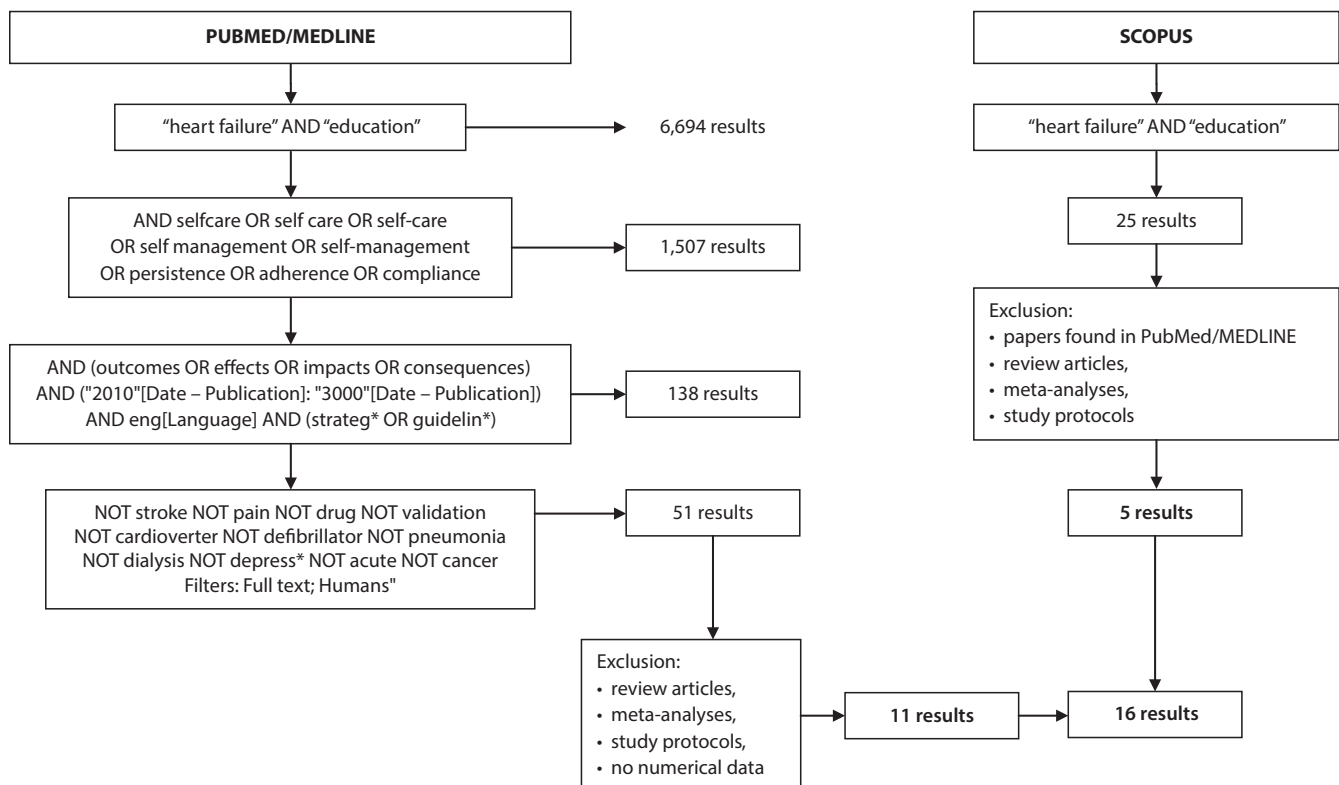 PUBMED/MEDLINE
“heart failure” AND “education”
6,694 results
AND selfcare OR self care OR self-care
OR self management OR self-management
OR persistence OR adherence OR compliance
1,507 results
AND (outcomes OR effects OR impacts OR consequences)
AND ("2010"[Date – Publication]: "3000"[Date – Publication])
AND eng[Language] AND (strateg* OR guidelin*)
138 results
NOT stroke NOT pain NOT drug NOT validation
NOT cardioverter NOT defibrillator NOT pneumonia
NOT dialysis NOT depress* NOT acute NOT cancer
Filters: Full text; Humans"
51 results
Exclusion:
• review articles,
• meta-analyses,
• study protocols,
• no numerical data
11 results
SCOPUS
“heart failure” AND “education”
25 results
Exclusion:
• papers found in PubMed/MEDLINE
• review articles,
• meta-analyses,
• study protocols
5 results
16 results